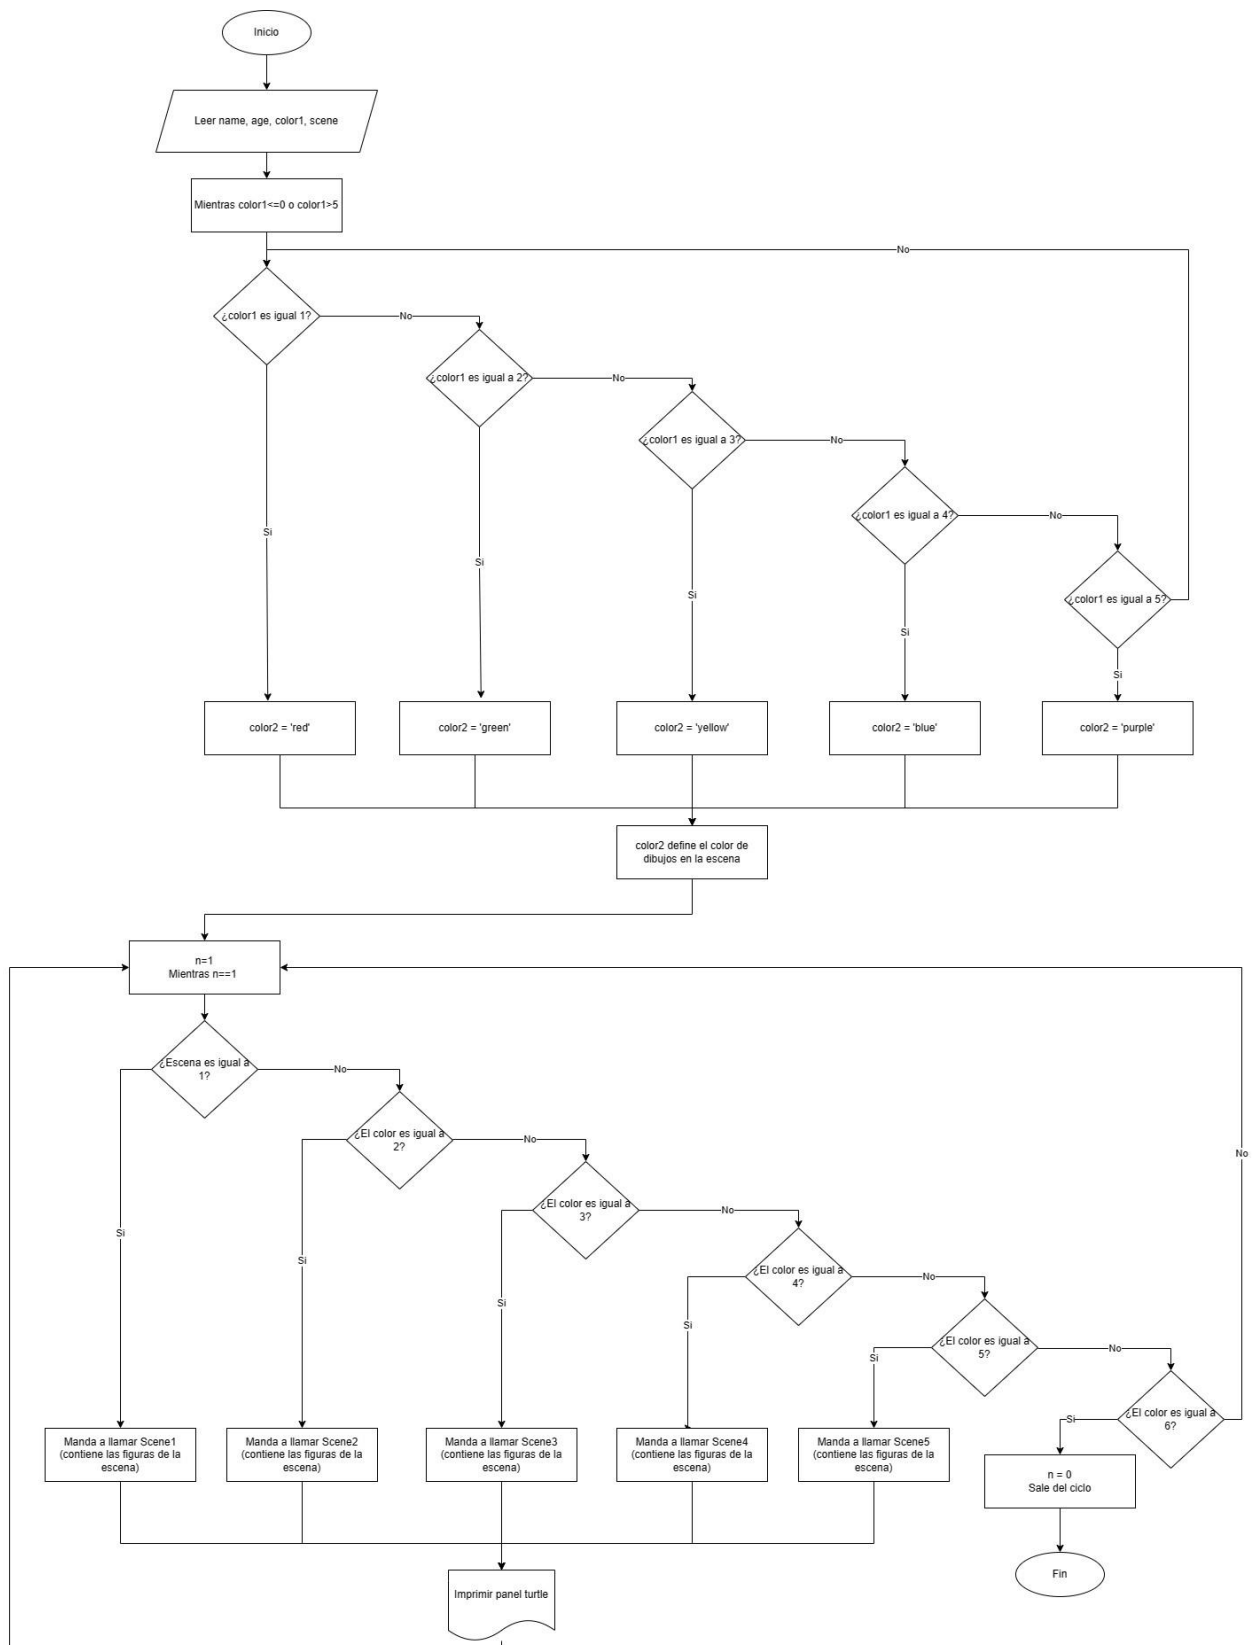 Inicio
Leer name, age, color1, scene
Mientras color1<=0 o color1>5
No
¿color1 es igual 1?
No
¿color1 es igual a 2?
No
¿color1 es igual a 3?
No
¿color1 es igual a 4?
No
¿color1 es igual a 5?
Si
Si
Si
Si
Si
color2 = 'red'
color2 = 'green'
color2 = 'yellow'
color2 = 'blue'
color2 = 'purple'
color2 define el color de
dibujos en la escena
n=1
Mientras n==1
¿Escena es igual a
1?
No
¿El color es igual a
2?
No
No
¿El color es igual a
3?
No
Si
Si
¿El color es igual a
4?
No
Si
Si
¿El color es igual a
5?
No
Si
¿El color es igual a
6?
Si
Manda a llamar Scene1
(contiene las figuras de la
escena)
Manda a llamar Scene2
(contiene las figuras de la
escena)
Manda a llamar Scene3
(contiene las figuras de la
escena)
Manda a llamar Scene4
(contiene las figuras de la
escena)
Manda a llamar Scene5
(contiene las figuras de la
escena)
n = 0
Sale del ciclo
Fin
Imprimir panel turtle